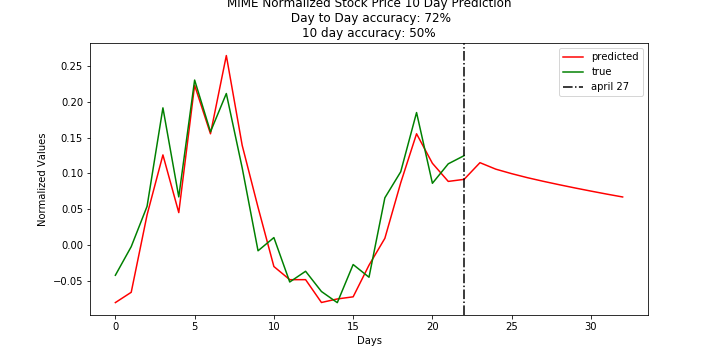 MIME Normalized Stock Price 10 Day Prediction
Day to Day accuracy: 72%
10 day accuracy: 50%
predicted
true
april 27
0.25
0.20
0.15
0.10
0.05
0.00
−0.05
Normalized Values
0
5
10
15
20
25
30
Days